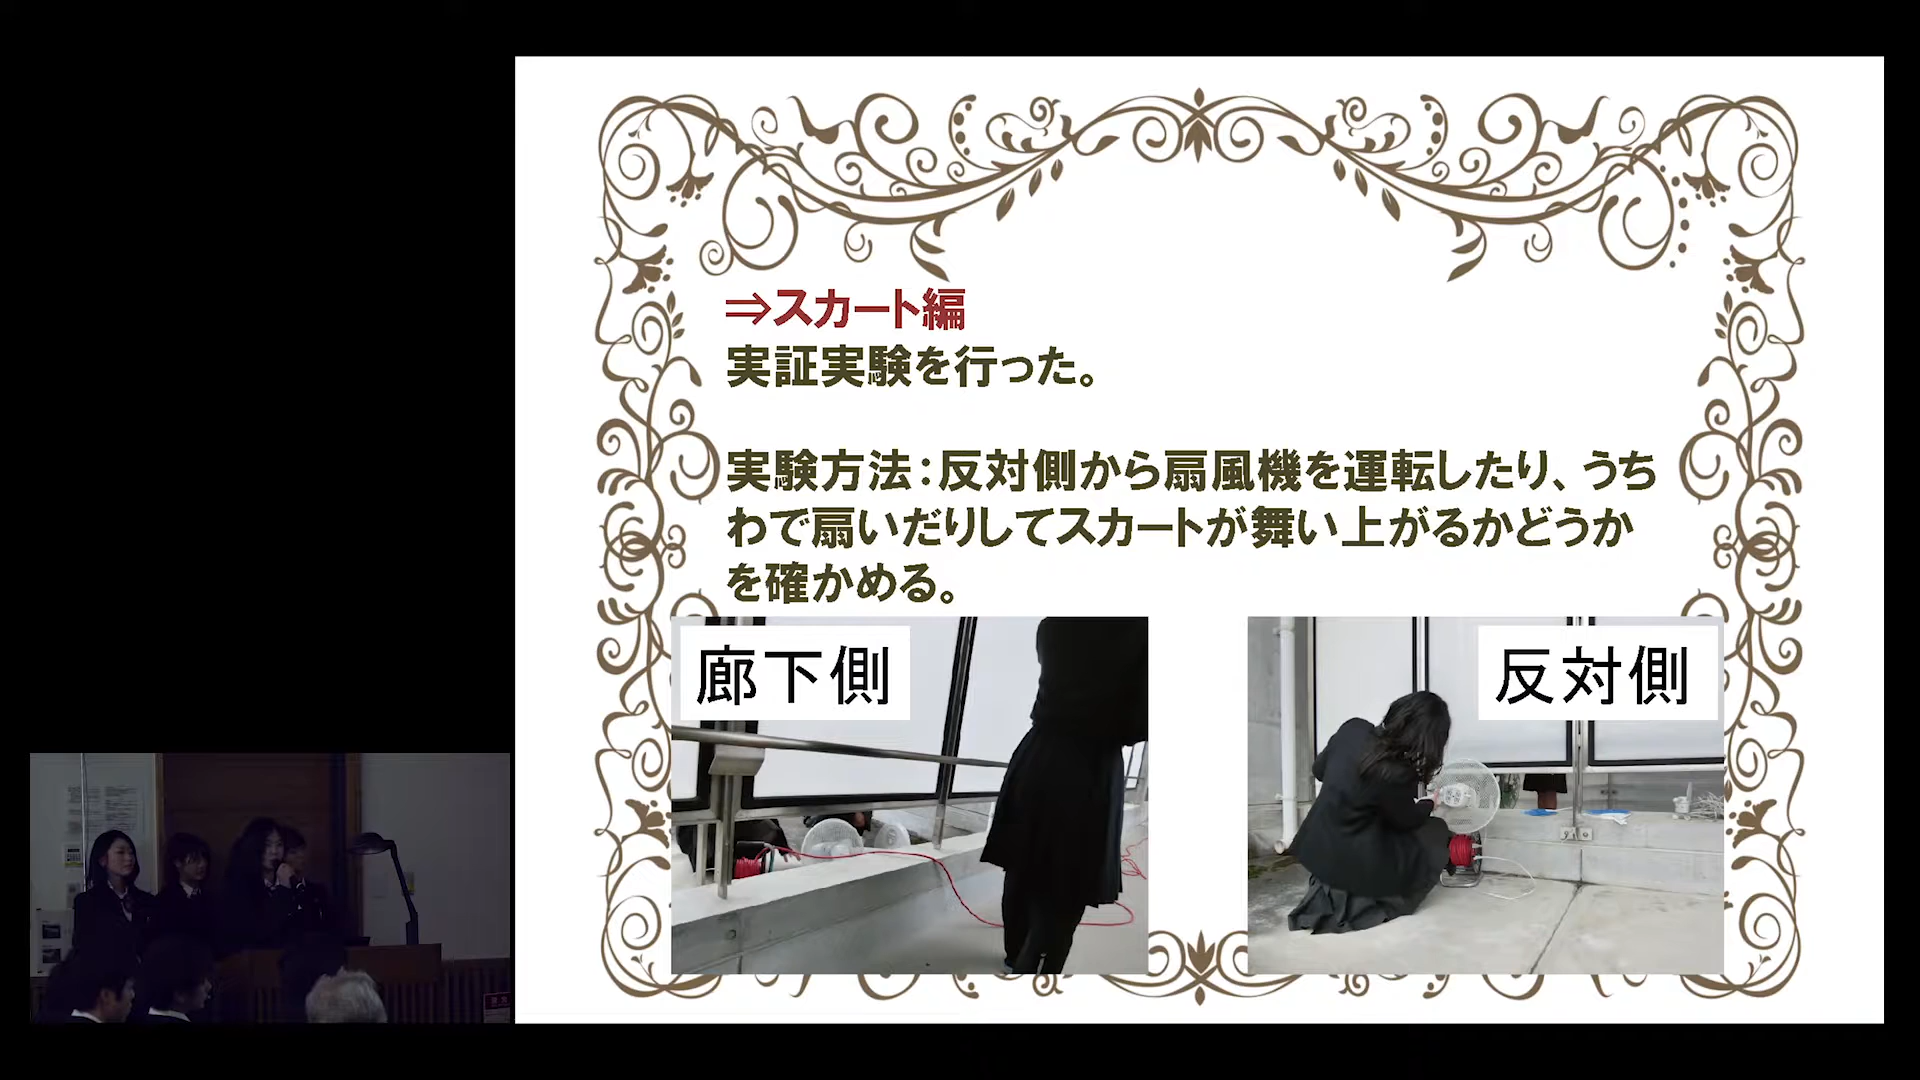 ⇒スカート編
実証実験を行った。
実験方法：反対側から扇風機を運転したり、うち
わで扇いだりしてスカートが舞い上がるかどうか
を確かめる。
廊下側
反対側